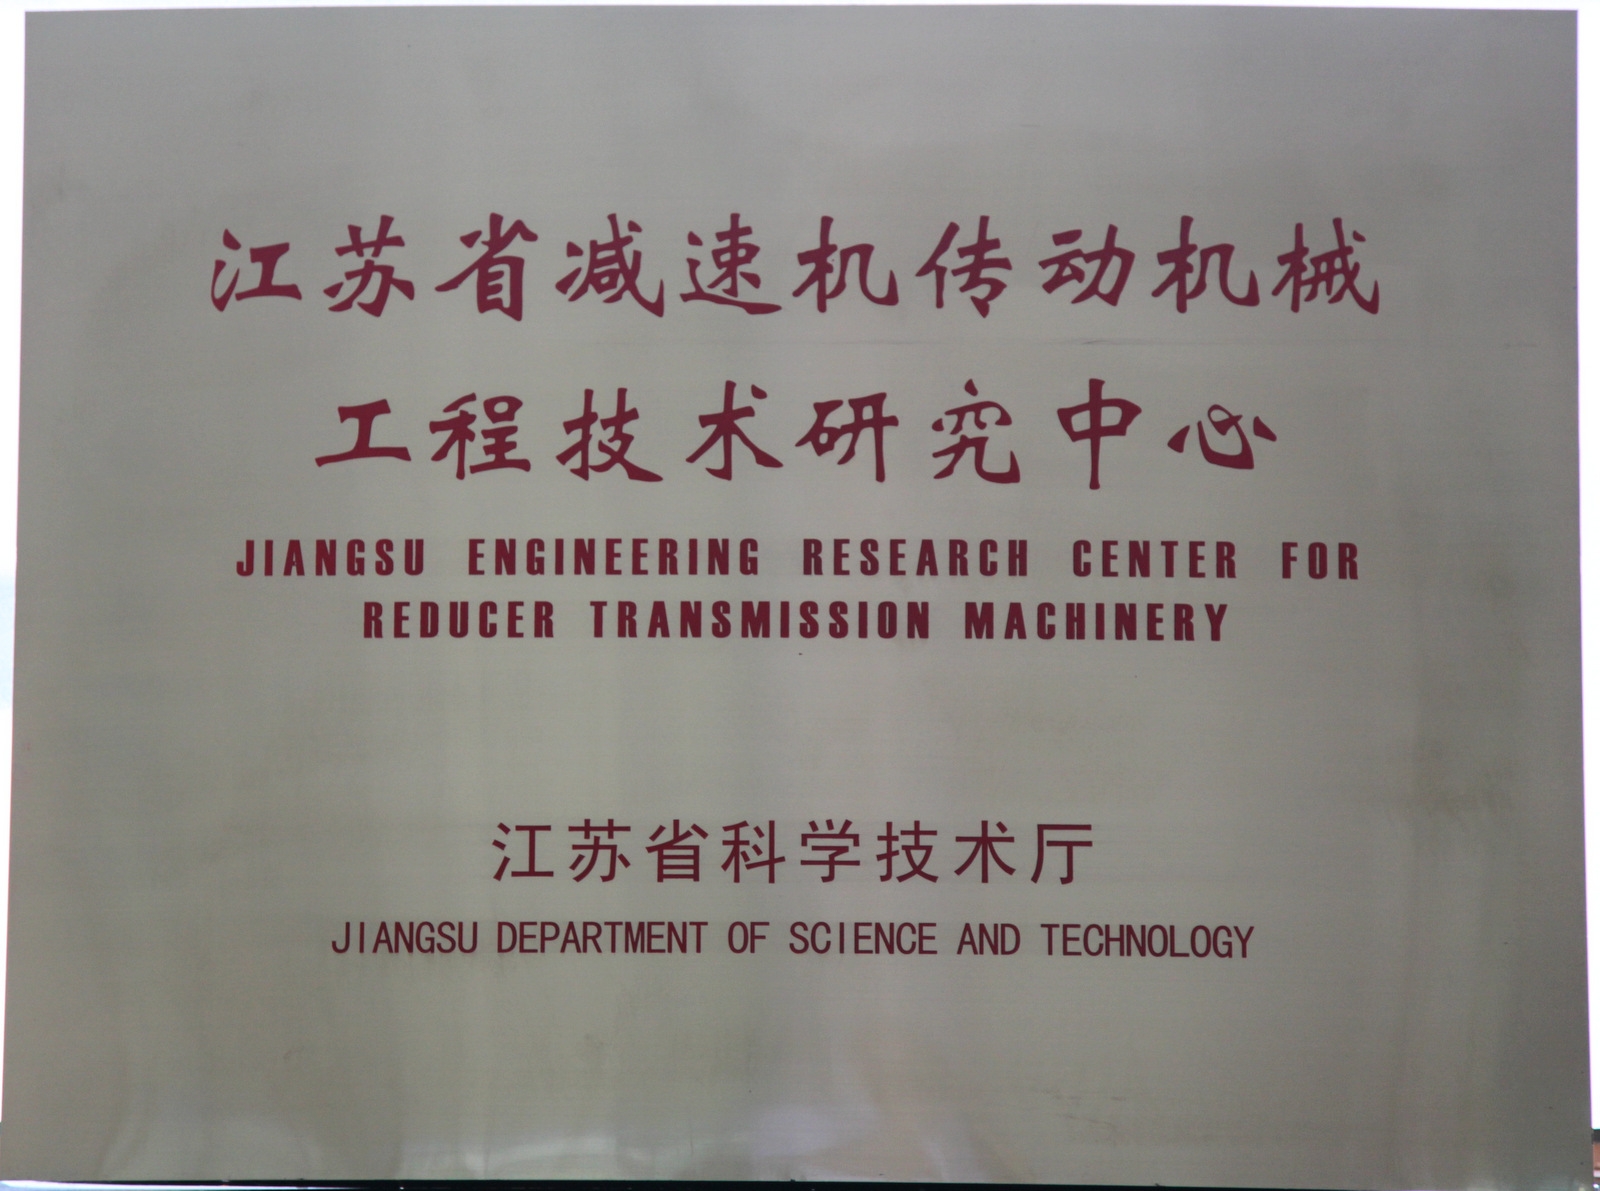 江苏省减速机传动机械
工程技术研究中心
JIANGSU ENGINEERING RESEARCH CENTER FOR
REDUCER TRANSMISSION MACHINERY
江苏省科学技术厅
JIANGSU DEPARTMENT OF SCIENCE AND TECHNOLOGY